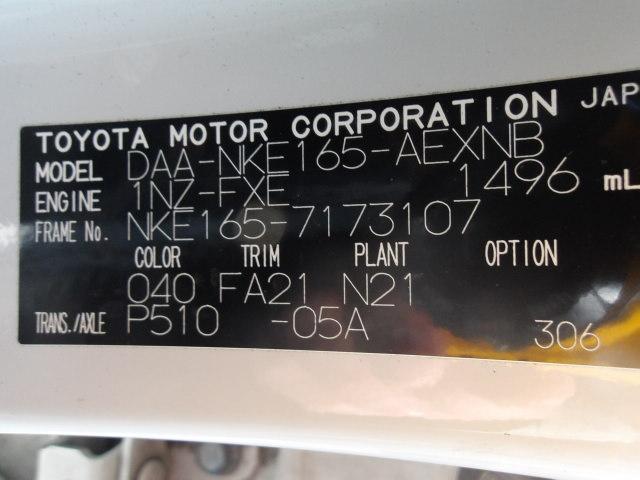 TOYOTA MOTOR CORPORATION JAP
MODEL DAA-NKE165-AEXNB
ENGINE 1NZ-FXE 1496 mL
FRAME No. NKE165-7173107
COLOR TRIM PLANT OPTION
040 FA21 N21
TRANS./AXLE P510 -05A 306